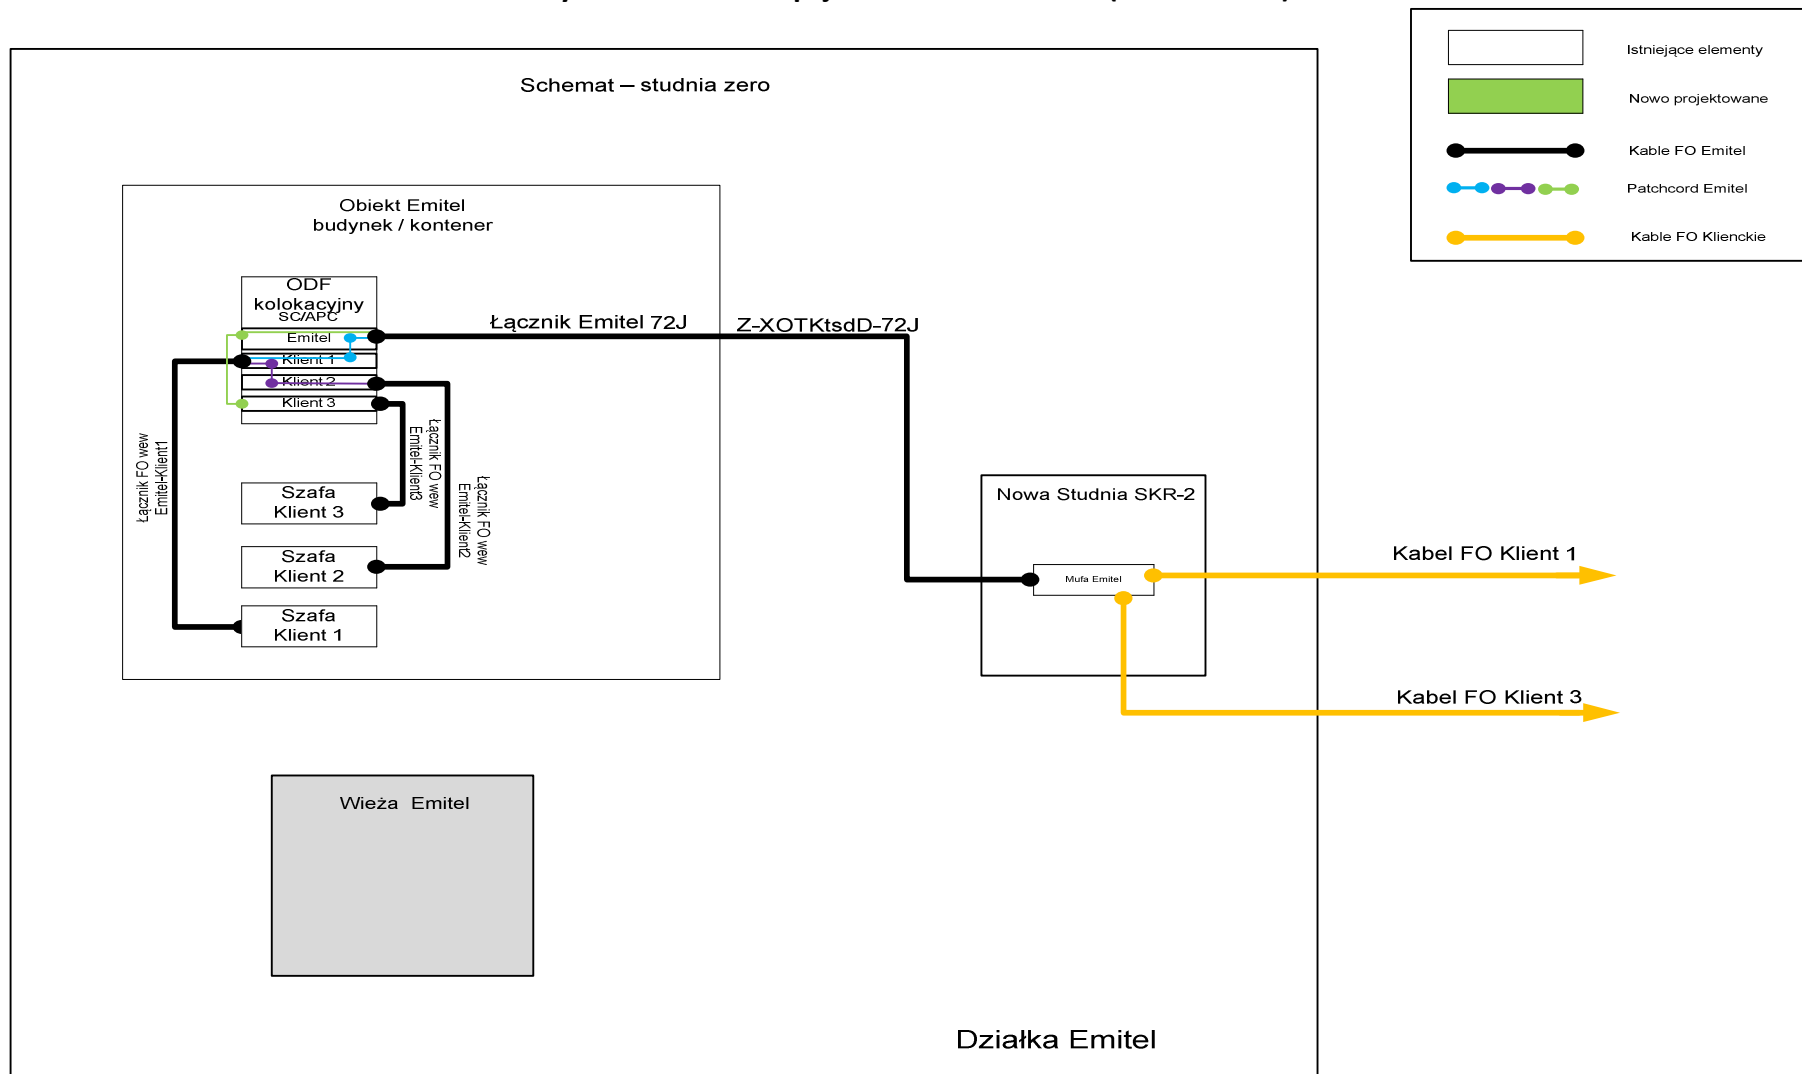 Schemat – studnia zero
Istniejące elementy
Nowo projektowane
Kable FO Emitel
Patchcord Emitel
Kable FO Klienckie
Obiekt Emitel
budynek / kontener
ODF
kolokacyjny
SC/APC
Emitel
Klient 1
Klient 2
Klient 3
Łącznik Emitel 72J
Z-XOTKtsdD-72J
Łącznik FO wew
Emitel-Klient1
Łącznik FO wew
Emitel-Klient3
Łącznik FO wew
Emitel-Klient2
Szafa
Klient 3
Szafa
Klient 2
Szafa
Klient 1
Nowa Studnia SKR-2
Mufa Emitel
Kabel FO Klient 1
Kabel FO Klient 3
Wieża Emitel
Działka Emitel